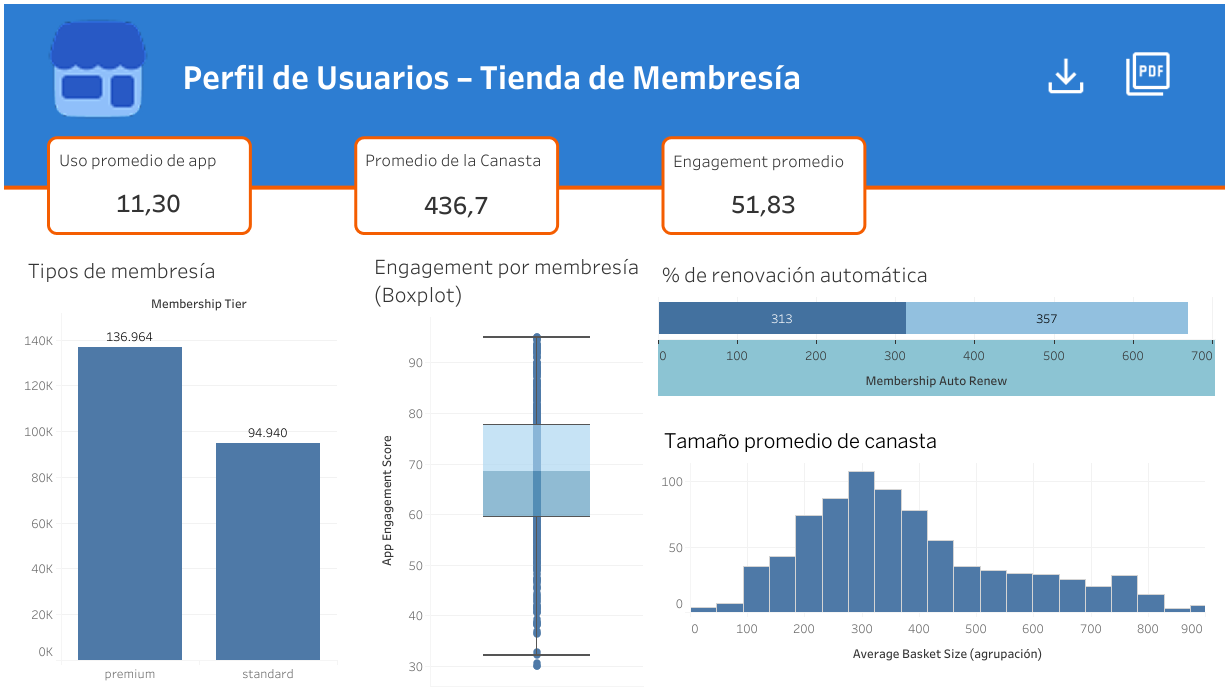 Perfil de Usuarios – Tienda de Membresía
PDF
Uso promedio de app
11,30
Promedio de la Canasta
436,7
Engagement promedio
51,83
Tipos de membresía
Membership Tier
140K
120K
100K
80K
60K
40K
20K
0K
136.964
94.940
premium
standard
Engagement por membresía
(Boxplot)
App Engagement Score
90
80
70
60
50
40
30
% de renovación automática
313
357
0
100
200
300
400
500
600
700
Membership Auto Renew
Tamaño promedio de canasta
100
50
0
0
100
200
300
400
500
600
700
800
900
Average Basket Size (agrupación)